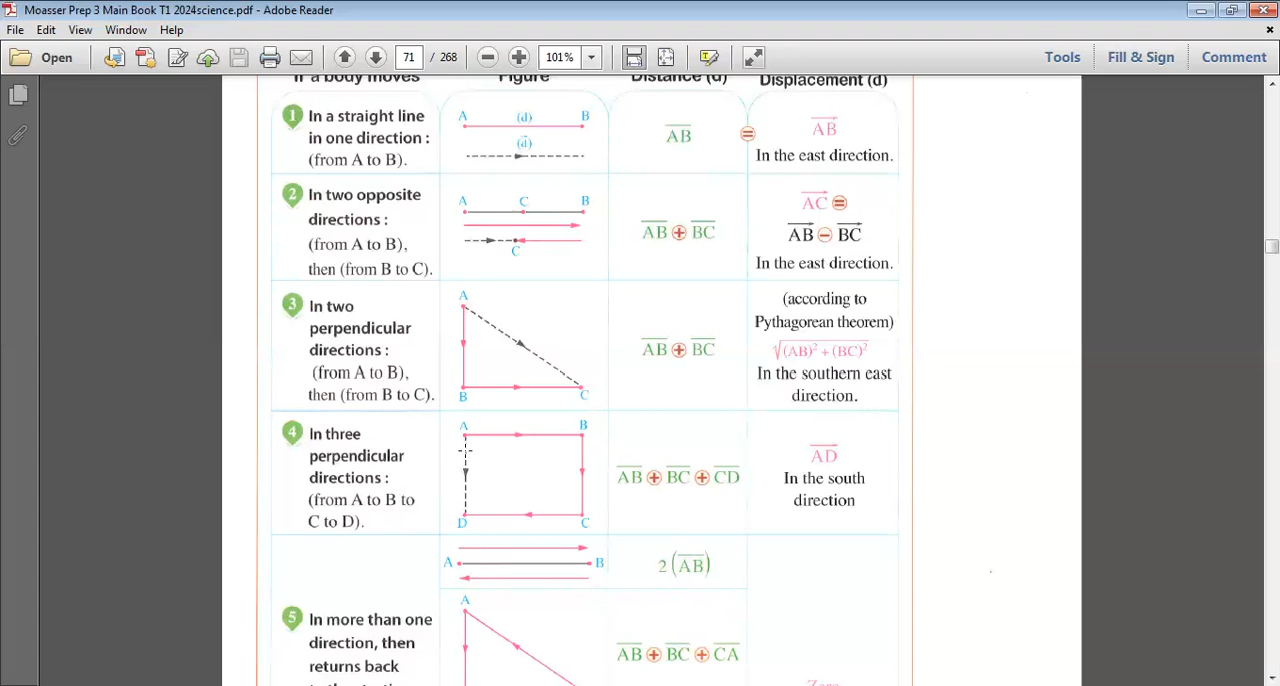 Moasser Prep 3 Main Book T1 2024science.pdf - Adobe Reader
File Edit View Window Help
Open 71 / 268 101% Tools Fill & Sign Comment
If a body moves Figure Distance (d) Displacement (d)
1 In a straight line
in one direction :
(from A to B).
A (d) B
(d)
AB
=
AB
In the east direction.
2 In two opposite
directions :
(from A to B),
then (from B to C).
A C B
C
AB + BC
AC =
AB − BC
In the east direction.
3 In two
perpendicular
directions :
(from A to B),
then (from B to C).
A
B C
AB + BC
(according to
Pythagorean theorem)
√(AB)² + (BC)²
In the southern east
direction.
4 In three
perpendicular
directions :
(from A to B to
C to D).
A B
D C
AB + BC + CD
AD
In the south
direction
A B
2 (AB)
5 In more than one
direction, then
returns back
A
AB + BC + CA
Zero